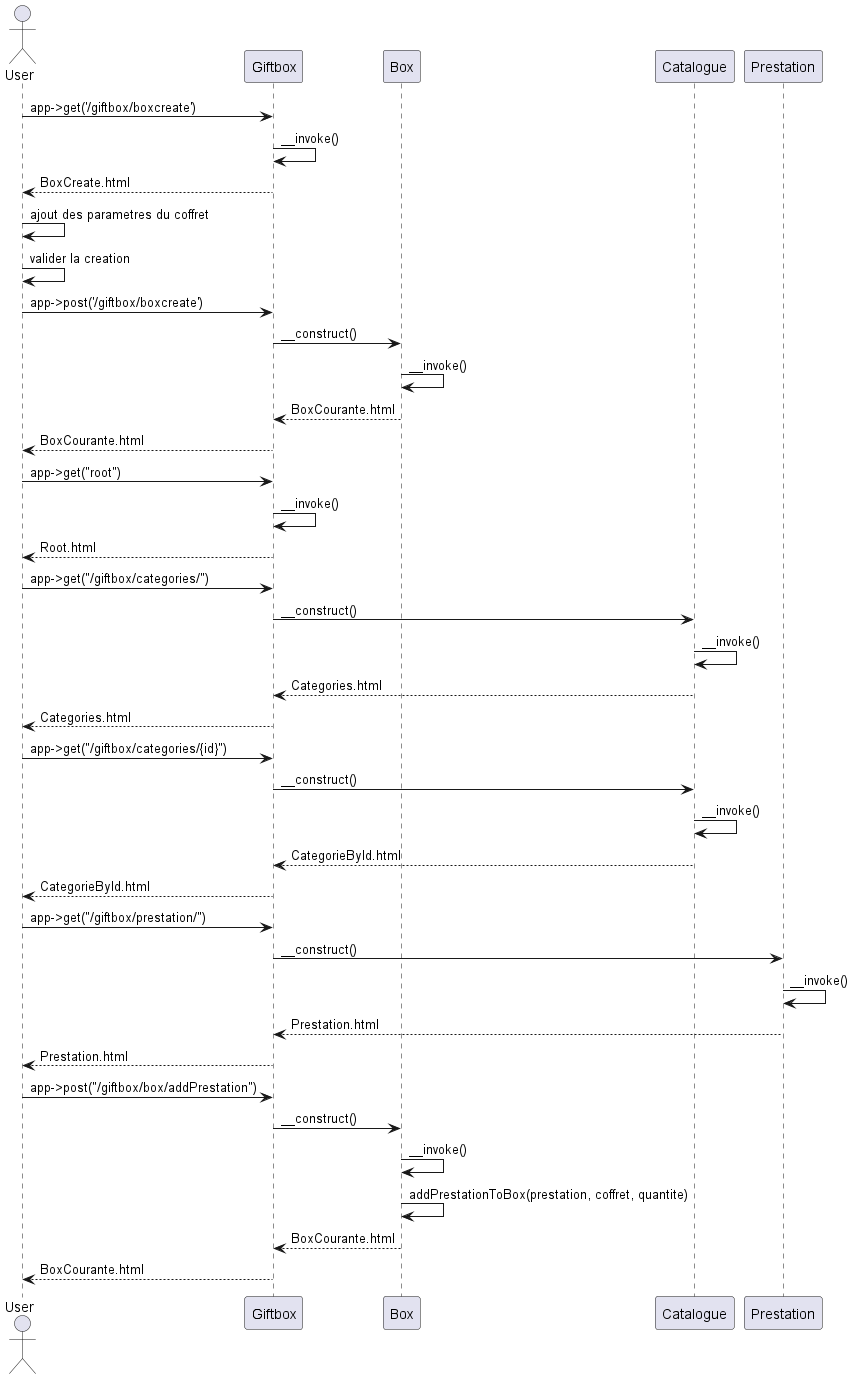 User
Giftbox
Box
Catalogue
Prestation
app->get('/giftbox/boxcreate')
__invoke()
BoxCreate.html
ajout des parametres du coffret
valider la creation
app->post('/giftbox/boxcreate')
__construct()
__invoke()
BoxCourante.html
BoxCourante.html
app->get("root")
__invoke()
Root.html
app->get("/giftbox/categories/")
__construct()
__invoke()
Categories.html
Categories.html
app->get("/giftbox/categories/{id}")
__construct()
__invoke()
CategorieById.html
CategorieById.html
app->get("/giftbox/prestation/")
__construct()
__invoke()
Prestation.html
Prestation.html
app->post("/giftbox/box/addPrestation")
__construct()
__invoke()
addPrestationToBox(prestation, coffret, quantite)
BoxCourante.html
BoxCourante.html
User
Giftbox
Box
Catalogue
Prestation